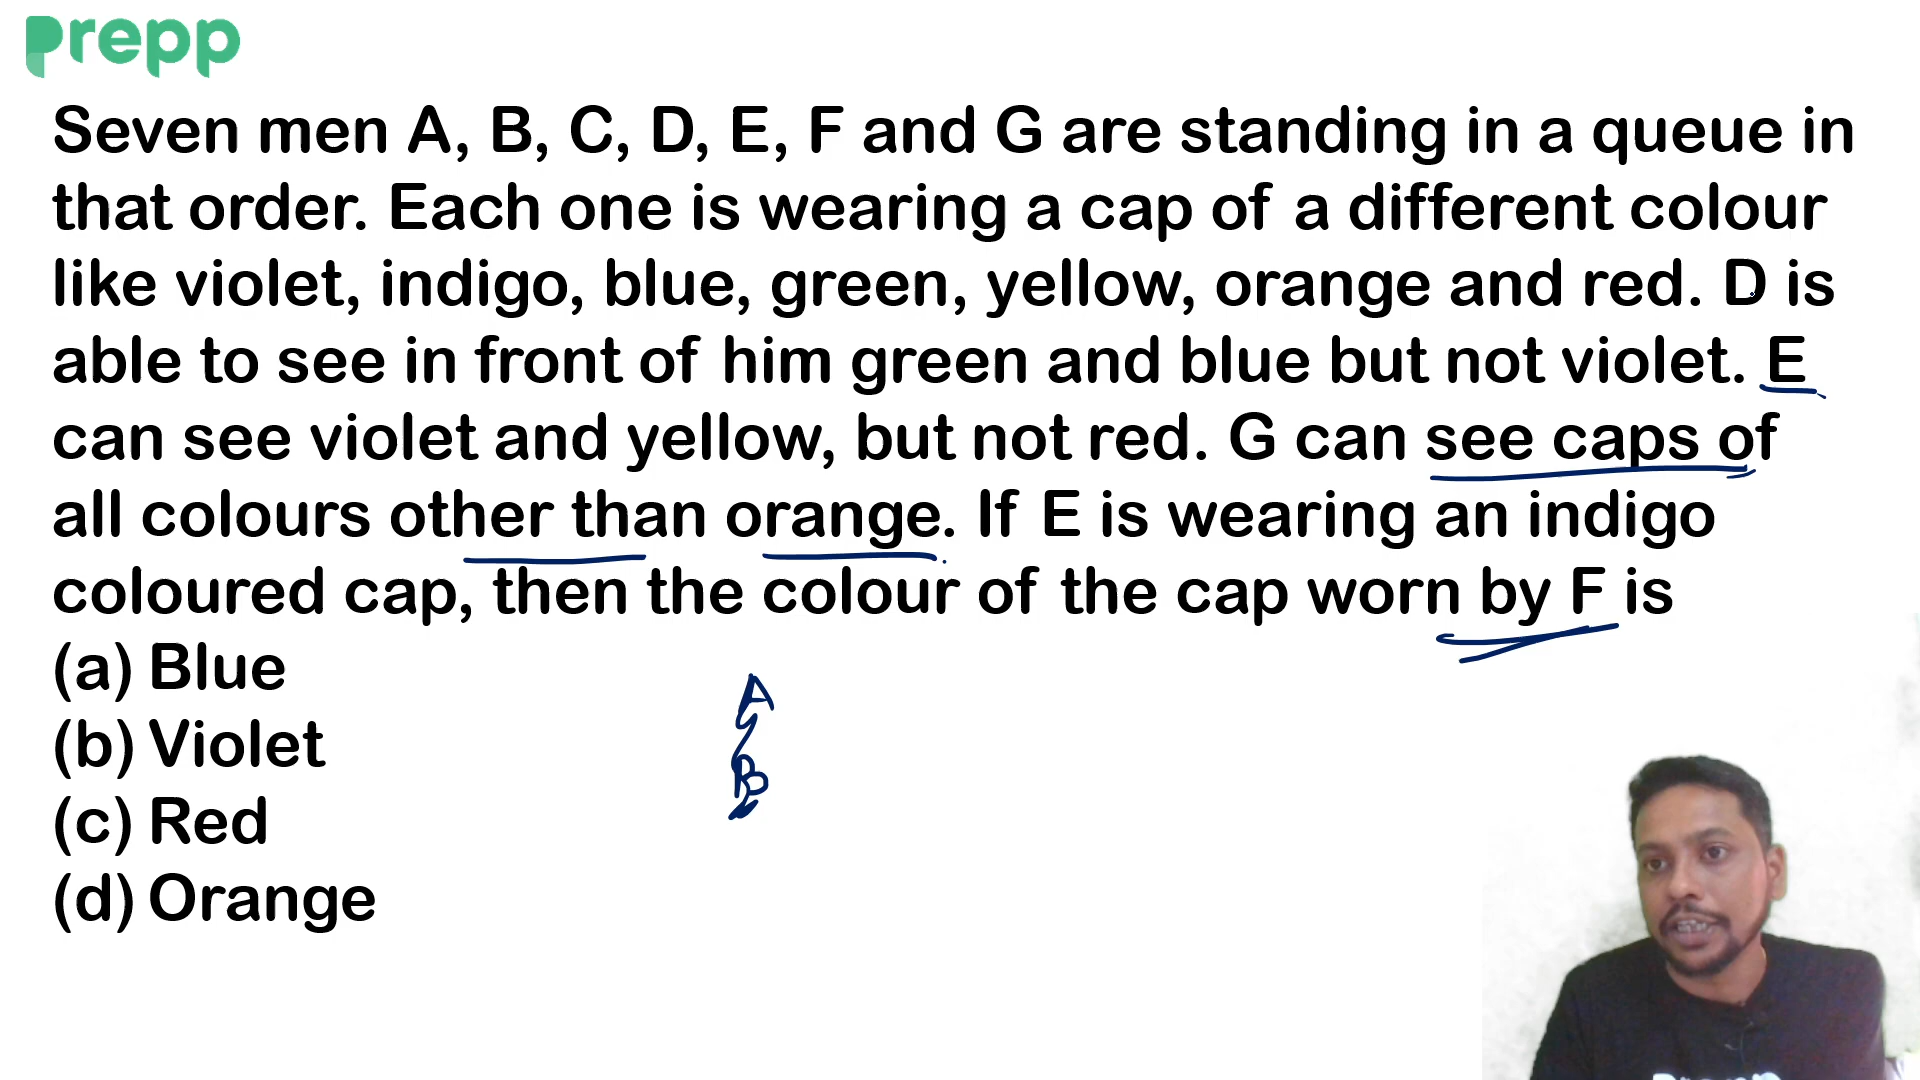 prepp
Seven men A, B, C, D, E, F and G are standing in a queue in
that order. Each one is wearing a cap of a different colour
like violet, indigo, blue, green, yellow, orange and red. D is
able to see in front of him green and blue but not violet. E
can see violet and yellow, but not red. G can see caps of
all colours other than orange. If E is wearing an indigo
coloured cap, then the colour of the cap worn by F is
(a) Blue
(b) Violet
(c) Red
(d) Orange
A
B